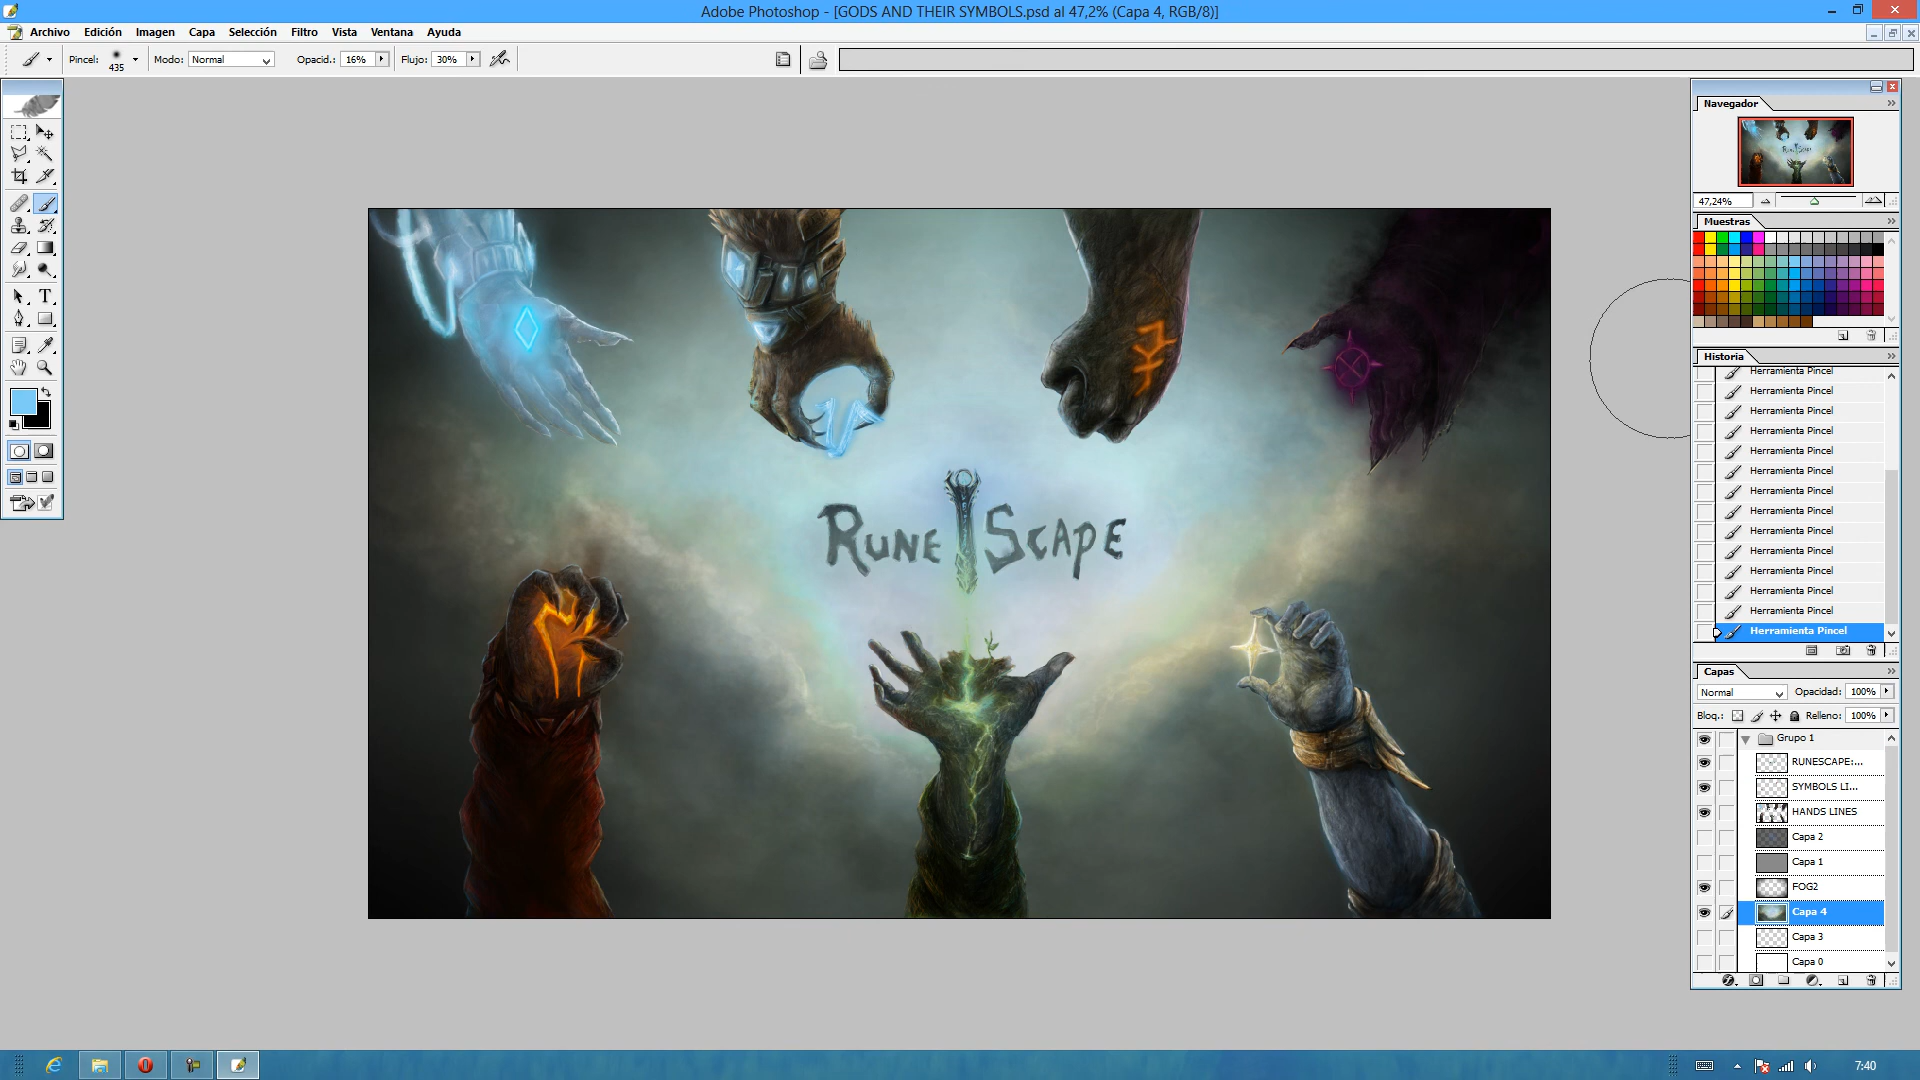 Adobe Photoshop - [GODS AND THEIR SYMBOLS.psd al 47,2% (Capa 4, RGB/8)]
Archivo Edición Imagen Capa Selección Filtro Vista Ventana Ayuda
Pincel: 435 Modo: Normal Opacid.: 16% Flujo: 30%
Navegador
47,24%
Muestras
Historia
Herramienta Pincel
Herramienta Pincel
Herramienta Pincel
Herramienta Pincel
Herramienta Pincel
Herramienta Pincel
Herramienta Pincel
Herramienta Pincel
Herramienta Pincel
Herramienta Pincel
Herramienta Pincel
Herramienta Pincel
Herramienta Pincel
Herramienta Pincel
Capas
Normal Opacidad: 100%
Bloq.: Relleno: 100%
Grupo 1
RUNESCAPE:...
SYMBOLS LI...
HANDS LINES
Capa 2
Capa 1
FOG2
Capa 4
Capa 3
Capa 0
RUNE SCAPE
7:40